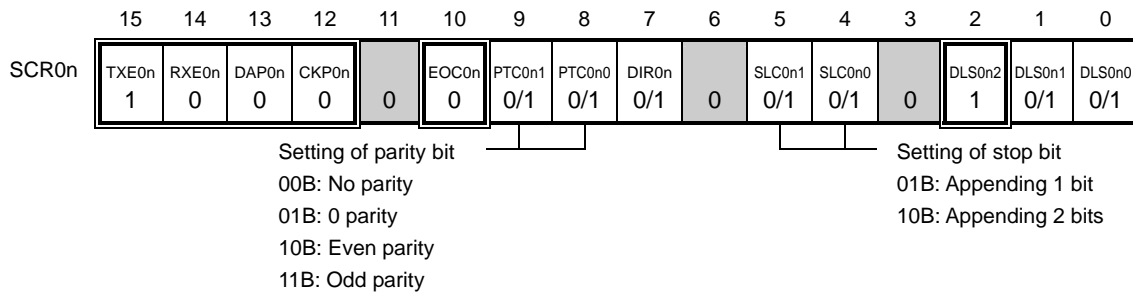 15 14 13 12 11 10 9 8 7 6 5 4 3 2 1 0
SCR0n TXE0n RXE0n DAP0n CKP0n EOC0n PTC0n1 PTC0n0 DIR0n SLC0n1 SLC0n0 DLS0n2 DLS0n1 DLS0n0
1 0 0 0 0 0 0/1 0/1 0/1 0 0/1 0/1 0 1 0/1 0/1
Setting of parity bit
00B: No parity
01B: 0 parity
10B: Even parity
11B: Odd parity
Setting of stop bit
01B: Appending 1 bit
10B: Appending 2 bits